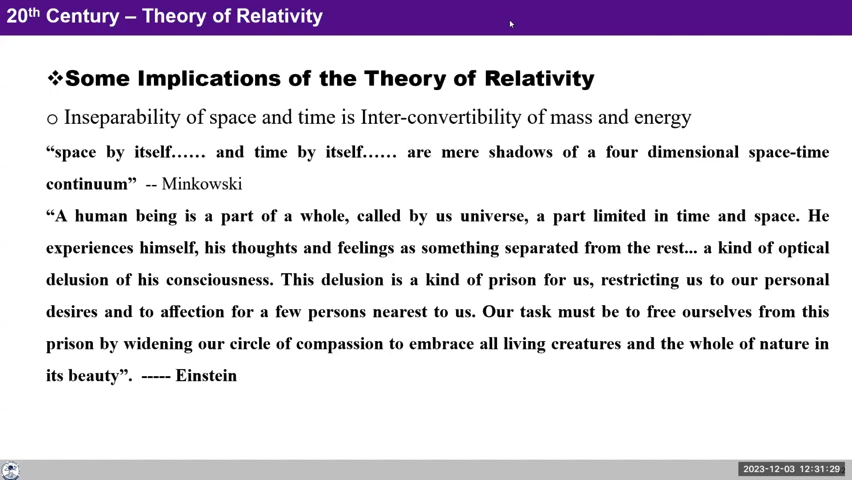 20th Century – Theory of Relativity
❖Some Implications of the Theory of Relativity
o Inseparability of space and time is Inter-convertibility of mass and energy
“space by itself…… and time by itself…… are mere shadows of a four dimensional space-time
continuum” -- Minkowski
“A human being is a part of a whole, called by us universe, a part limited in time and space. He
experiences himself, his thoughts and feelings as something separated from the rest... a kind of optical
delusion of his consciousness. This delusion is a kind of prison for us, restricting us to our personal
desires and to affection for a few persons nearest to us. Our task must be to free ourselves from this
prison by widening our circle of compassion to embrace all living creatures and the whole of nature in
its beauty”. ----- Einstein
2023-12-03 12:31:29